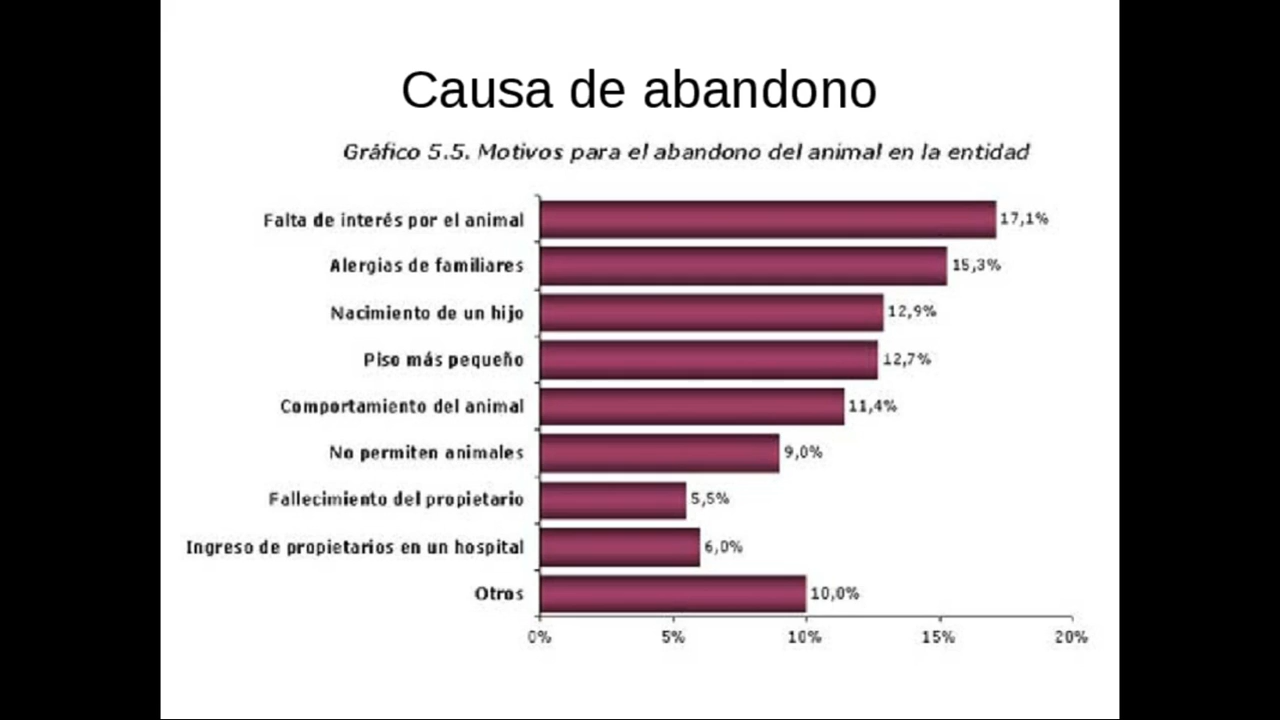 Causa de abandono
Gráfico 5.5. Motivos para el abandono del animal en la entidad
Falta de interés por el animal 17,1%
Alergias de familiares 15,3%
Nacimiento de un hijo 12,9%
Piso más pequeño 12,7%
Comportamiento del animal 11,4%
No permiten animales 9,0%
Fallecimiento del propietario 5,5%
Ingreso de propietarios en un hospital 6,0%
Otros 10,0%
0% 5% 10% 15% 20%